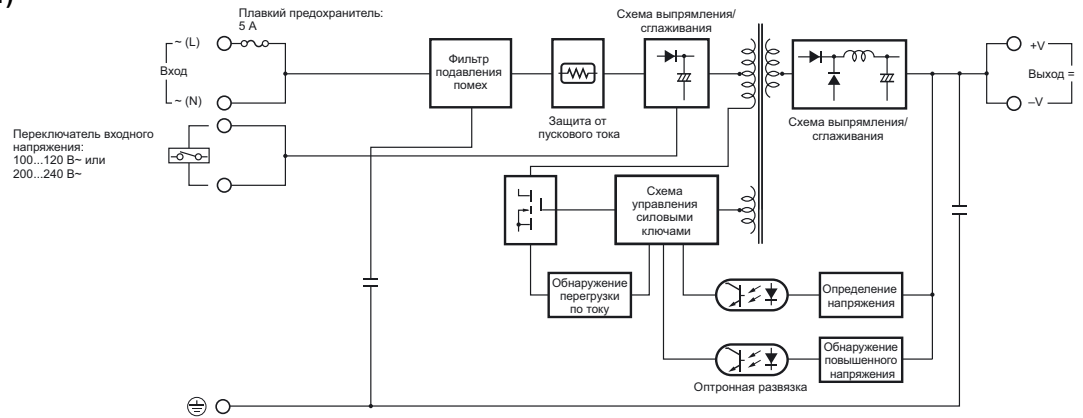 Плавкий предохранитель:
5 А
~ (L)
Вход
~ (N)
Переключатель входного
напряжения:
100...120 В~ или
200...240 В~
Фильтр
подавления
помех
Защита от
пускового тока
Схема выпрямления/
сглаживания
Схема выпрямления/
сглаживания
+V
Выход =
–V
Схема
управления
силовыми
ключами
Обнаружение
перегрузки
по току
Определение
напряжения
Обнаружение
повышенного
напряжения
Оптронная развязка